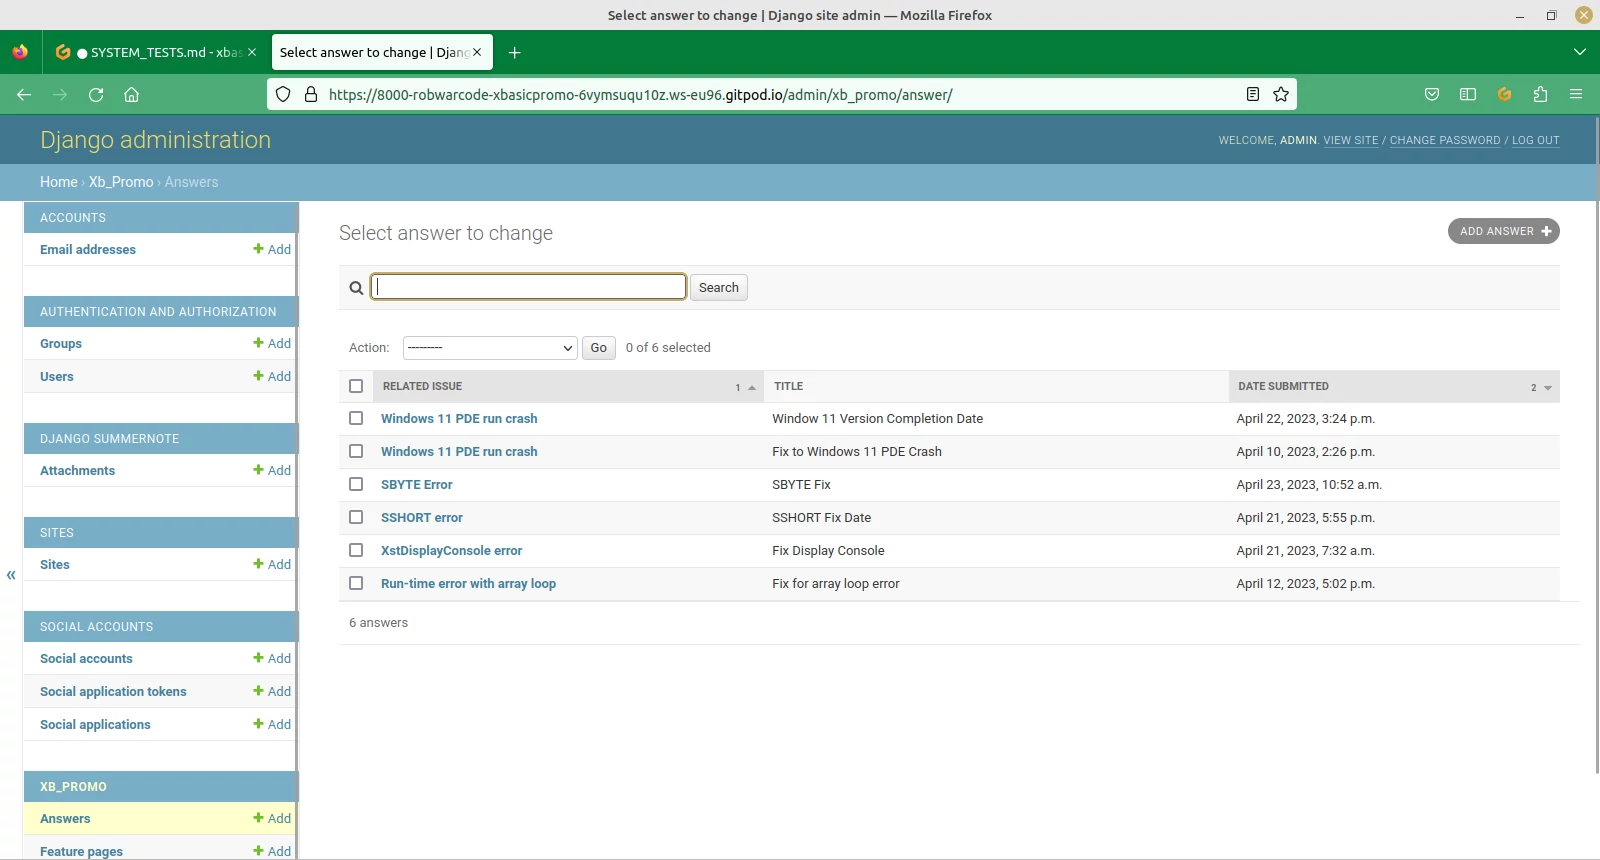 Select answer to change | Django site admin — Mozilla Firefox
SYSTEM_TESTS.md - xbas
Select answer to change | Djang
https://8000-robwarcode-xbasicpromo-6vymsuqu10z.ws-eu96.gitpod.io/admin/xb_promo/answer/
Django administration
WELCOME, ADMIN. VIEW SITE / CHANGE PASSWORD / LOG OUT
Home › Xb_Promo › Answers
ACCOUNTS
Email addresses + Add
AUTHENTICATION AND AUTHORIZATION
Groups + Add
Users + Add
DJANGO SUMMERNOTE
Attachments + Add
SITES
Sites + Add
«
SOCIAL ACCOUNTS
Social accounts + Add
Social application tokens + Add
Social applications + Add
XB_PROMO
Answers + Add
Feature pages + Add
Select answer to change
ADD ANSWER +
Search
Action: --------- Go 0 of 6 selected
RELATED ISSUE 1 TITLE DATE SUBMITTED 2
Windows 11 PDE run crash Window 11 Version Completion Date April 22, 2023, 3:24 p.m.
Windows 11 PDE run crash Fix to Windows 11 PDE Crash April 10, 2023, 2:26 p.m.
SBYTE Error SBYTE Fix April 23, 2023, 10:52 a.m.
SSHORT error SSHORT Fix Date April 21, 2023, 5:55 p.m.
XstDisplayConsole error Fix Display Console April 21, 2023, 7:32 a.m.
Run-time error with array loop Fix for array loop error April 12, 2023, 5:02 p.m.
6 answers